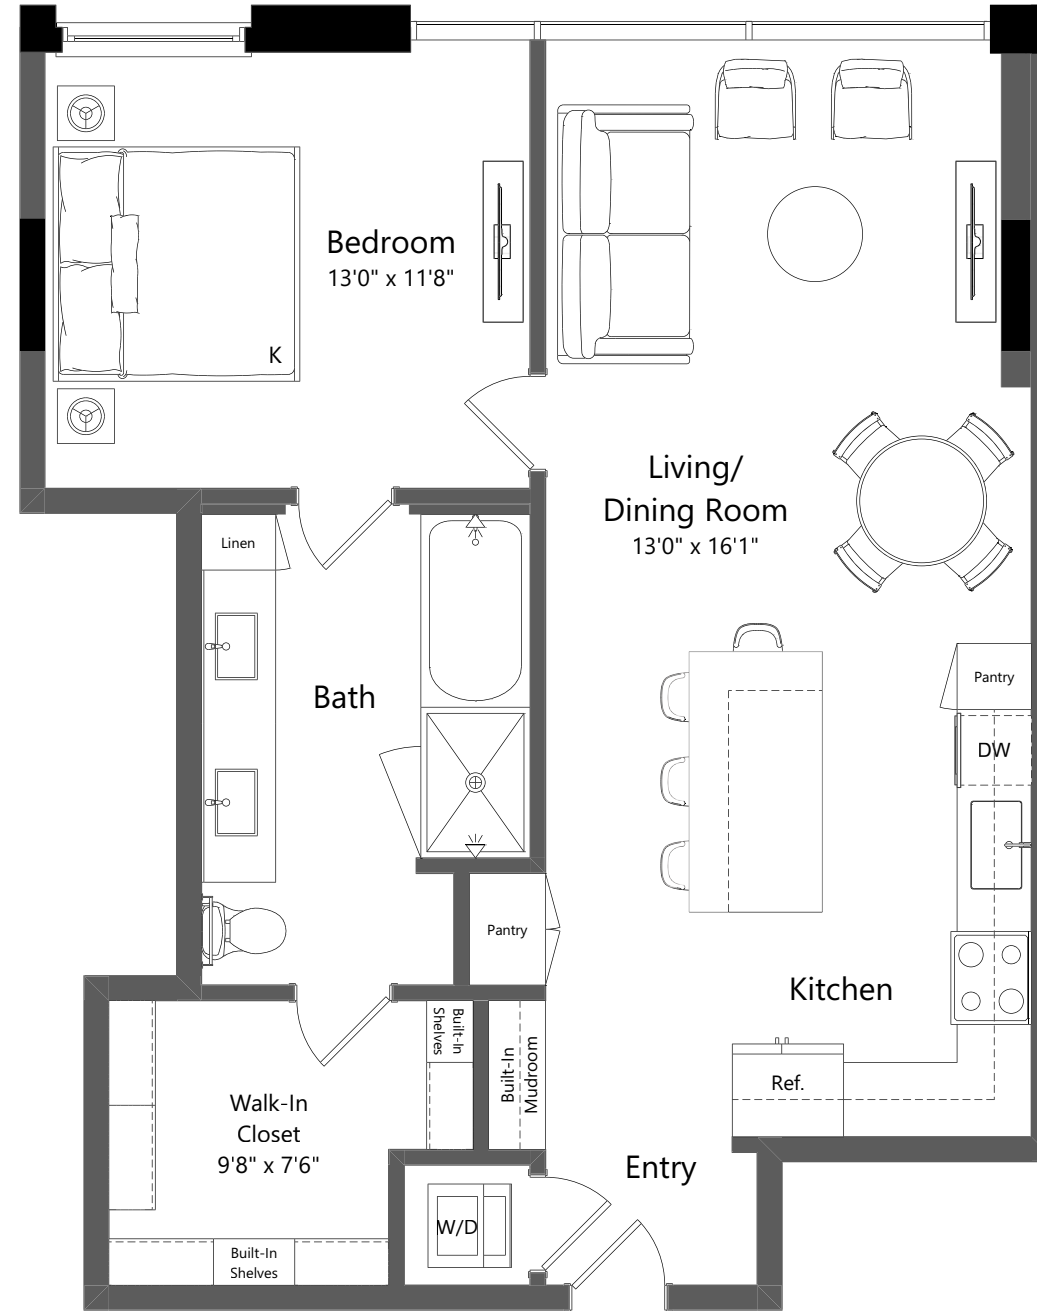 Bedroom
13'0" x 11'8"
K
Living/
Dining Room
13'0" x 16'1"
Linen
Bath
Pantry
DW
Pantry
Kitchen
Built-In
Shelves
Built-In
Mudroom
Ref.
Walk-In
Closet
9'8" x 7'6"
Entry
W/D
Built-In
Shelves